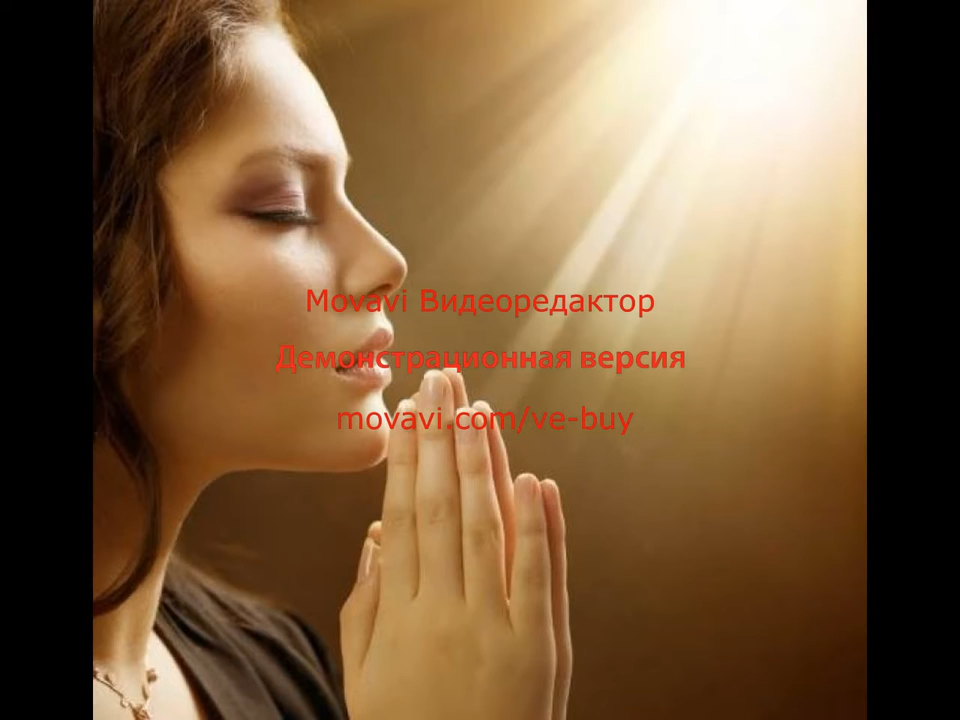 Movavi Видеоредактор
Демонстрационная версия
movavi.com/ve-buy